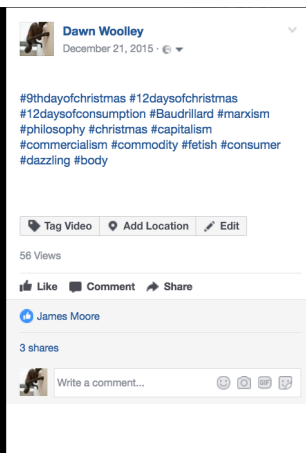 Dawn Woolley
December 21, 2015 ·
#9thdayofchristmas #12daysofchristmas
#12daysofconsumption #Baudrillard #marxism
#philosophy #christmas #capitalism
#commercialism #commodity #fetish #consumer
#dazzling #body
Tag Video Add Location Edit
56 Views
Like Comment Share
James Moore
3 shares
Write a comment... GIF